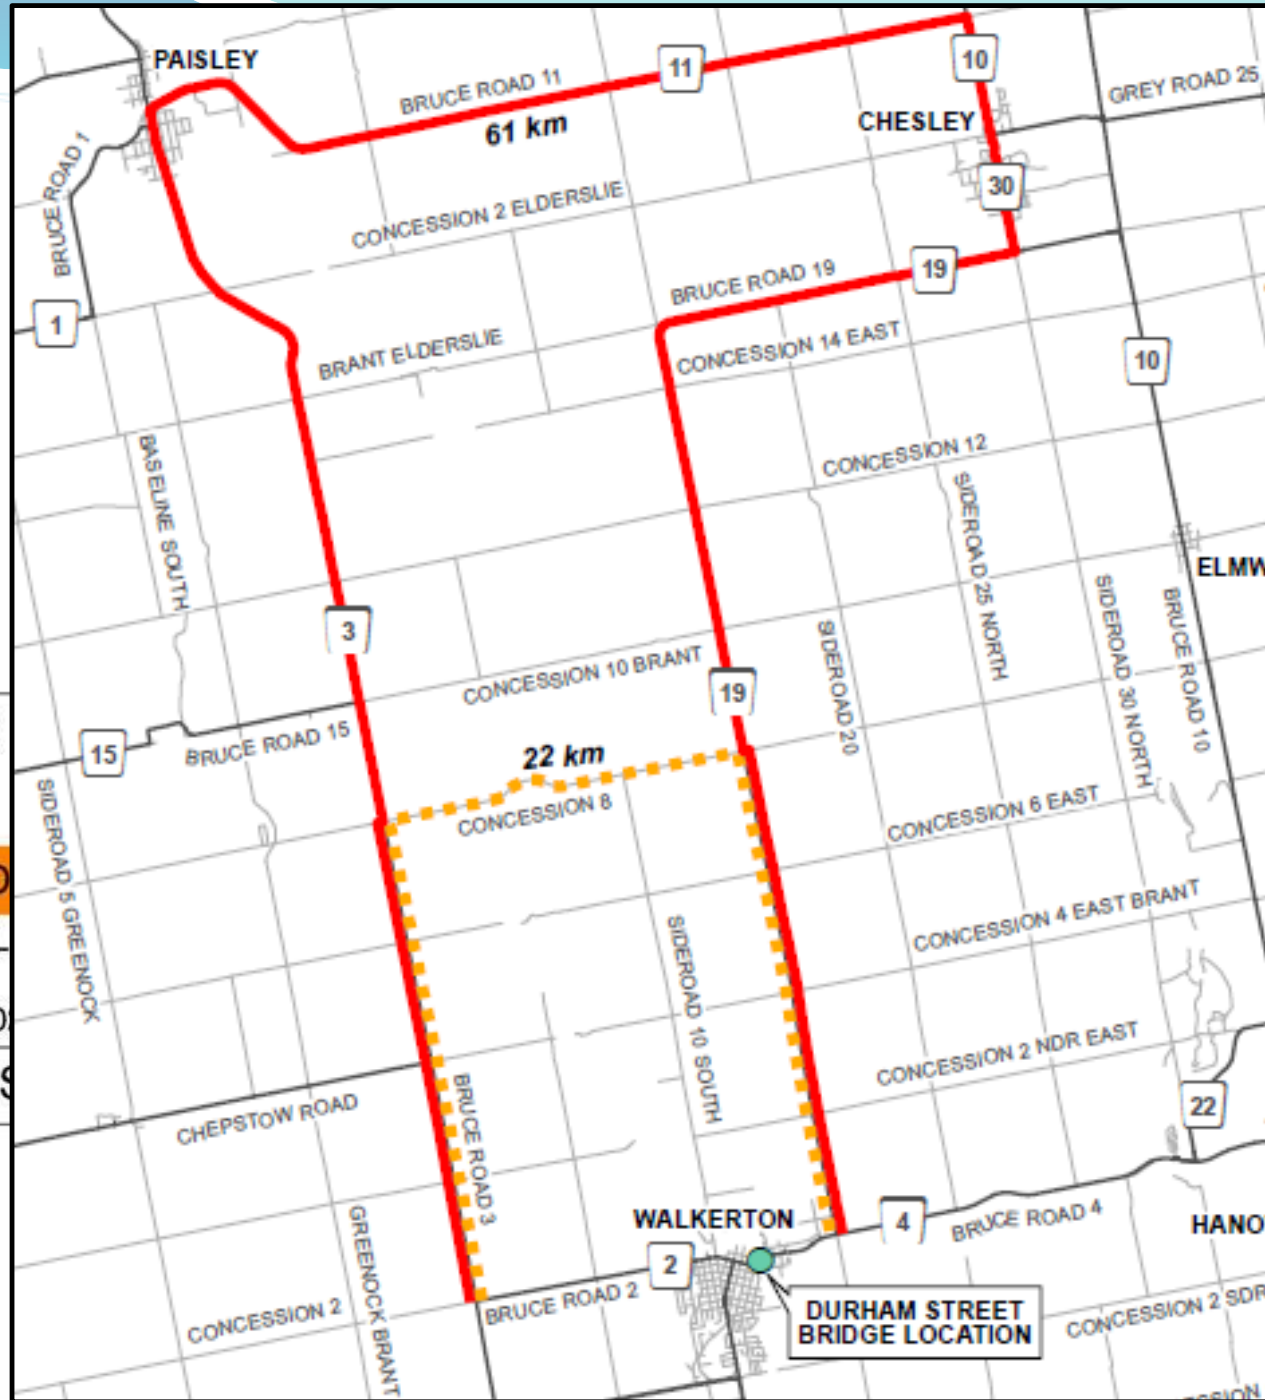 PAISLEY
BRUCE ROAD 11
11
61 km
10
GREY ROAD 25
CHESLEY
BRUCE ROAD 1
1
30
CONCESSION 2 ELDERSLIE
BRUCE ROAD 19
19
BRANT ELDERSLIE
CONCESSION 14 EAST
10
BASELINE SOUTH
CONCESSION 12
SIDEROAD 25 NORTH
ELMW
3
SIDEROAD 20
SIDEROAD 30 NORTH
BRUCE ROAD 10
CONCESSION 10 BRANT
19
15
BRUCE ROAD 15
22 km
CONCESSION 8
SIDEROAD 5 GREENOCK
CONCESSION 6 EAST
CONCESSION 4 EAST BRANT
SIDEROAD 10 SOUTH
CONCESSION 2 NDR EAST
CHEPSTOW ROAD
BRUCE ROAD 3
22
GREENOCK BRANT
WALKERTON
4
BRUCE ROAD 4
HANO
2
BRUCE ROAD 2
CONCESSION 2
DURHAM STREET
BRIDGE LOCATION
CONCESSION 2 SDR